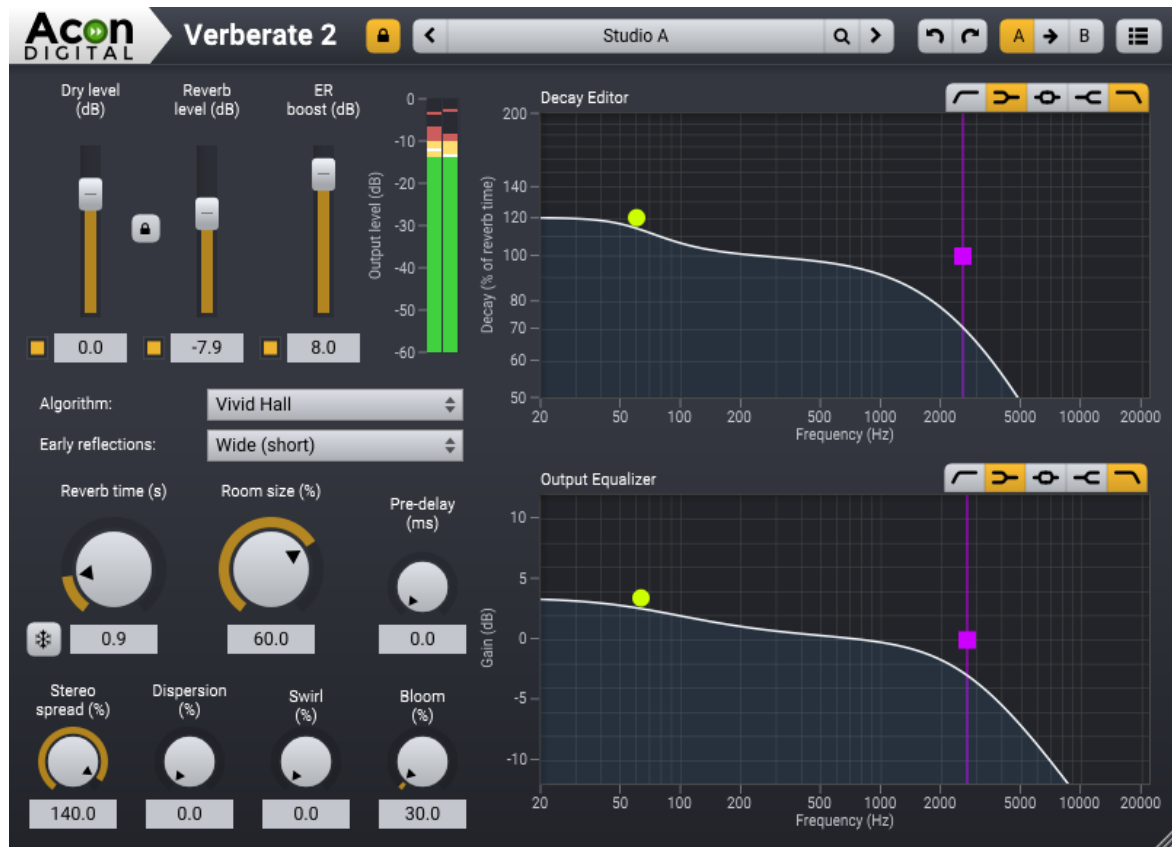 Acon
DIGITAL
Verberate 2
Studio A
A
B
Dry level
(dB)
Reverb
level (dB)
ER
boost (dB)
0
-10
-20
-30
-40
-50
-60
Output level (dB)
0.0
-7.9
8.0
Algorithm:
Vivid Hall
Early reflections:
Wide (short)
Reverb time (s)
Room size (%)
Pre-delay
(ms)
0.9
60.0
0.0
Stereo
spread (%)
Dispersion
(%)
Swirl
(%)
Bloom
(%)
140.0
0.0
0.0
30.0
Decay Editor
200
140
120
100
80
70
60
50
Decay (% of reverb time)
20 50 100 200 500 1000 2000 5000 10000 20000
Frequency (Hz)
Output Equalizer
10
5
0
-5
-10
Gain (dB)
20 50 100 200 500 1000 2000 5000 10000 20000
Frequency (Hz)